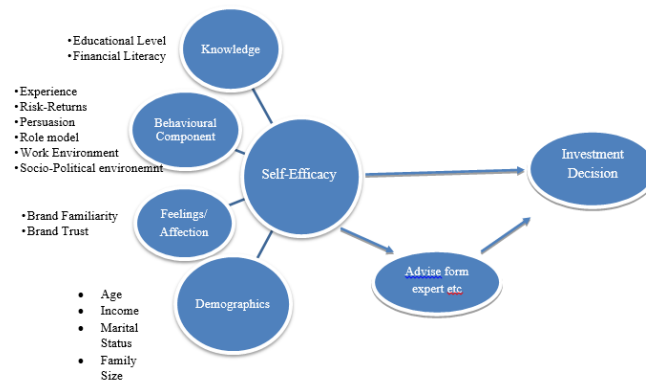 •Educational Level
•Financial Literacy
Knowledge
•Experience
•Risk-Returns
•Persuasion
•Role model
•Work Environment
•Socio-Political environemnt
Behavioural
Component
Self-Efficacy
Investment
Decision
•Brand Familiarity
•Brand Trust
Feelings/
Affection
Advise form
expert etc
Demographics
• Age
• Income
• Marital
Status
• Family
Size